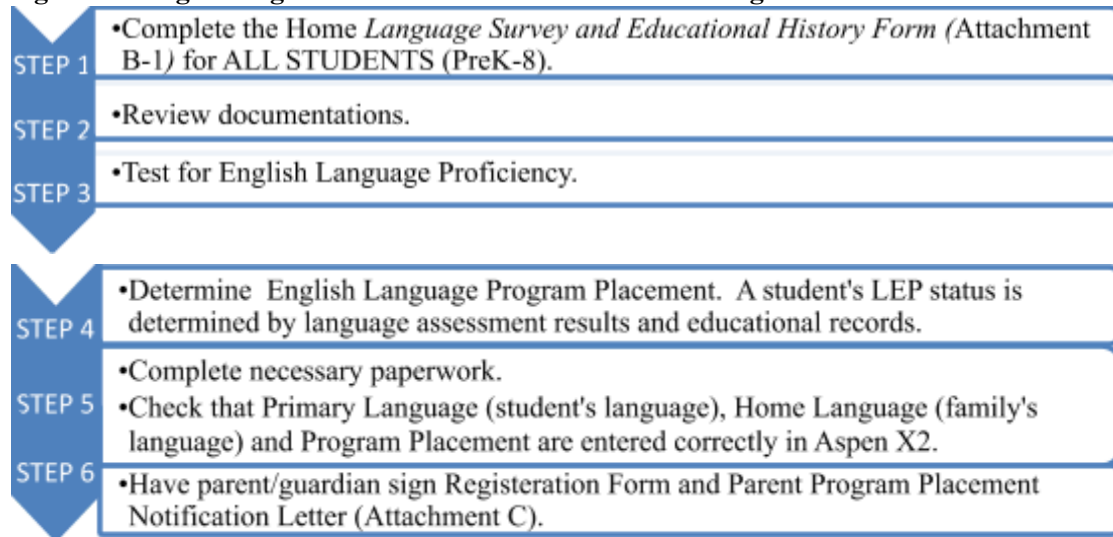 STEP 1
•Complete the Home Language Survey and Educational History Form (Attachment
B-1) for ALL STUDENTS (PreK-8).
STEP 2
•Review documentations.
STEP 3
•Test for English Language Proficiency.
STEP 4
•Determine English Language Program Placement. A student's LEP status is
determined by language assessment results and educational records.
STEP 5
•Complete necessary paperwork.
•Check that Primary Language (student's language), Home Language (family's
language) and Program Placement are entered correctly in Aspen X2.
STEP 6
•Have parent/guardian sign Registeration Form and Parent Program Placement
Notification Letter (Attachment C).